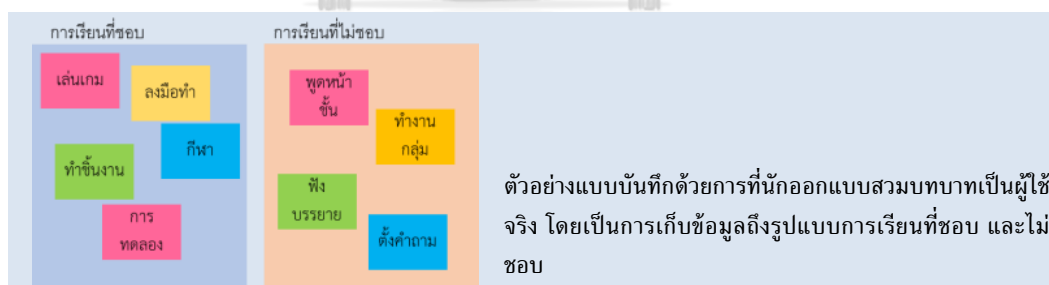 การเรียนที่ชอบ
เล่นเกม
ลงมือทำ
กีฬา
ทำชิ้นงาน
การ
ทดลอง
การเรียนที่ไม่ชอบ
พูดหน้า
ชั้น
ทำงาน
กลุ่ม
ฟัง
บรรยาย
ตั้งคำถาม
ตัวอย่างแบบบันทึกด้วยการที่นักออกแบบสวมบทบาทเป็นผู้ใช้
จริง โดยเป็นการเก็บข้อมูลถึงรูปแบบการเรียนที่ชอบ และไม่
ชอบ